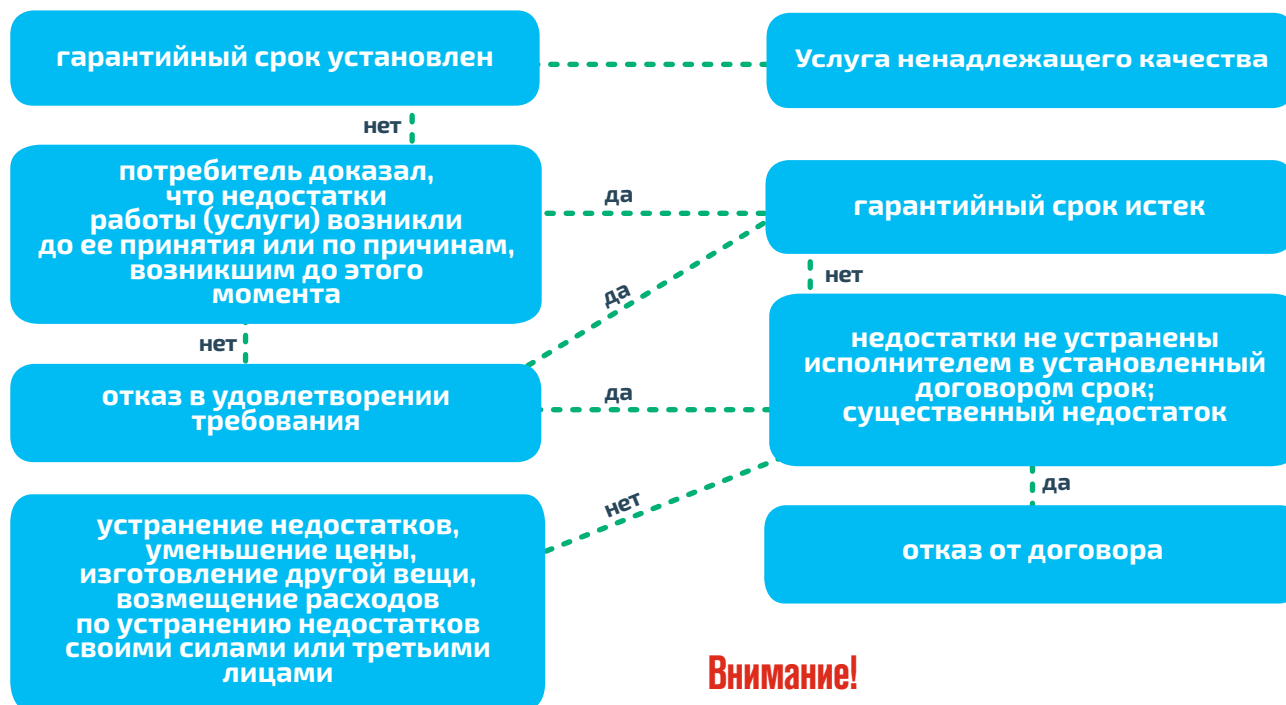 гарантийный срок установлен
Услуга ненадлежащего качества
нет
потребитель доказал,
что недостатки
работы (услуги) возникли
до ее принятия или по причинам,
возникшим до этого
момента
да
гарантийный срок истек
да
нет
нет
отказ в удовлетворении
требования
да
недостатки не устранены
исполнителем в установленный
договором срок;
существенный недостаток
нет
да
устранение недостатков,
уменьшение цены,
изготовление другой вещи,
возмещение расходов
по устранению недостатков
своими силами или третьими
лицами
отказ от договора
Внимание!